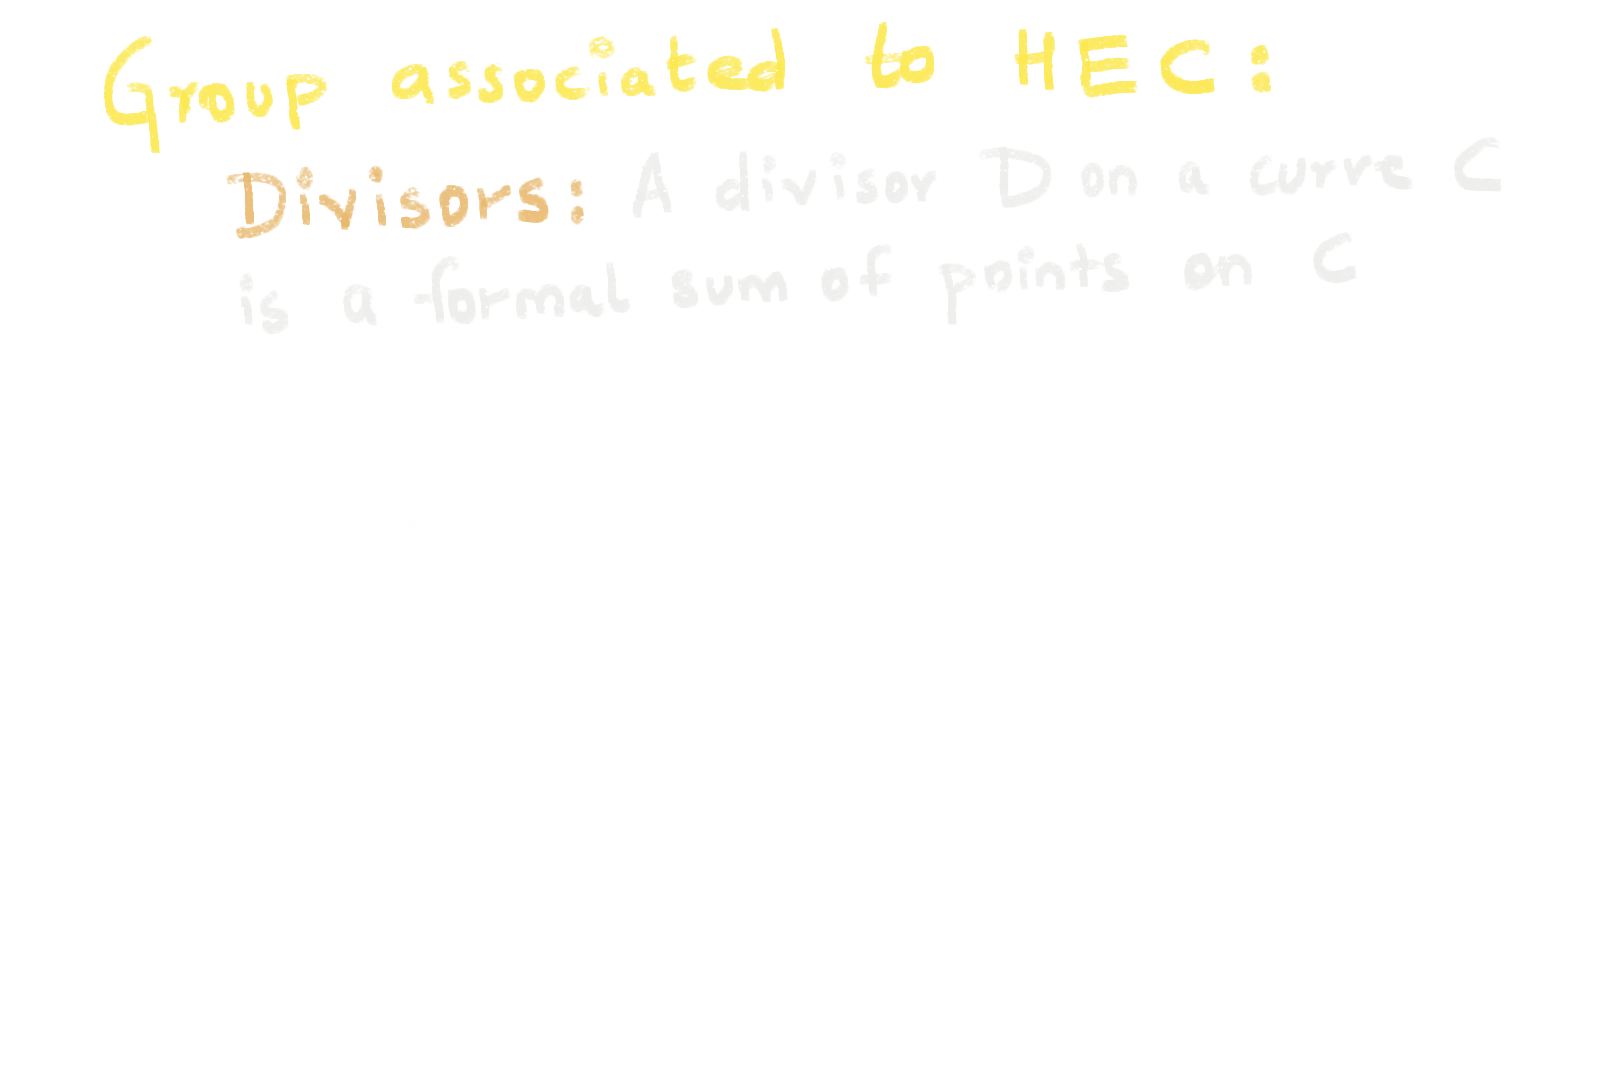 Group associated to HEC:
Divisors: A divisor D on a curve C
is a formal sum of points on C